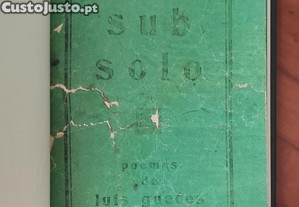 CustoJusto.pt
sub
solo
poemas
de
luis guedes